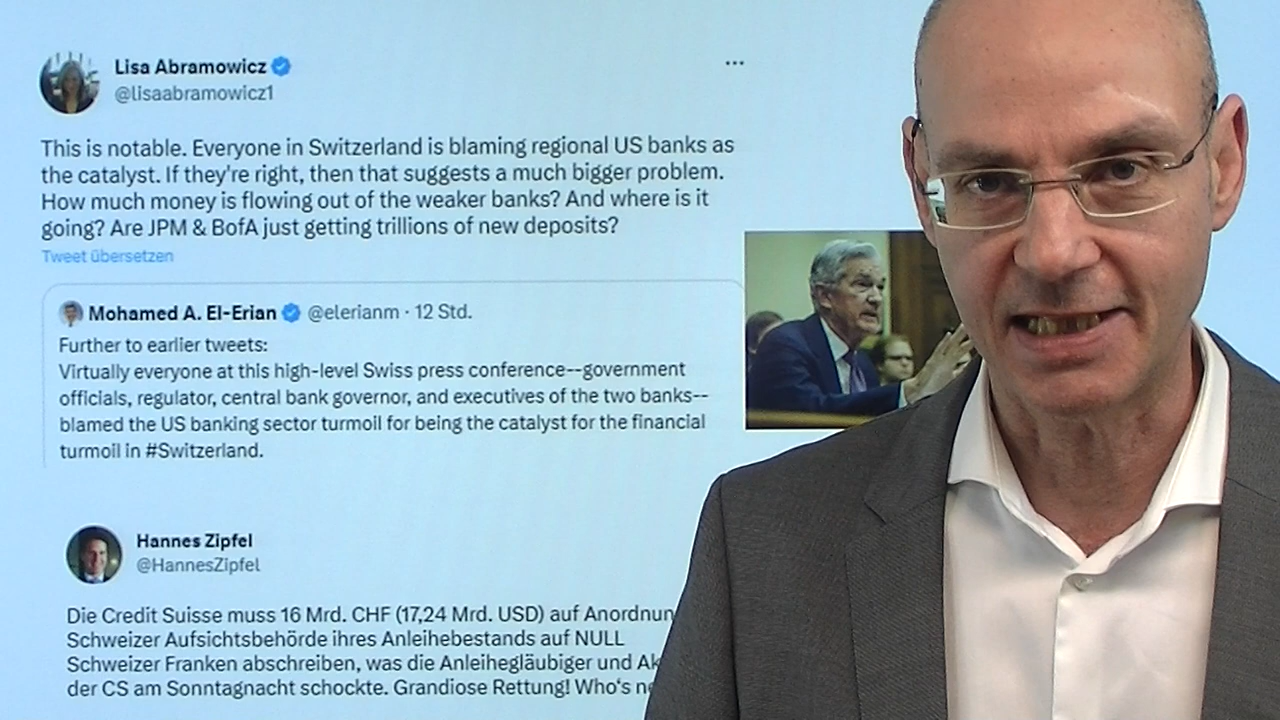 Lisa Abramowicz
@lisaabramowicz1
This is notable. Everyone in Switzerland is blaming regional US banks as
the catalyst. If they're right, then that suggests a much bigger problem.
How much money is flowing out of the weaker banks? And where is it
going? Are JPM & BofA just getting trillions of new deposits?
Tweet übersetzen
Mohamed A. El-Erian @elerianm · 12 Std.
Further to earlier tweets:
Virtually everyone at this high-level Swiss press conference--government
officials, regulator, central bank governor, and executives of the two banks--
blamed the US banking sector turmoil for being the catalyst for the financial
turmoil in #Switzerland.
Hannes Zipfel
@HannesZipfel
Die Credit Suisse muss 16 Mrd. CHF (17,24 Mrd. USD) auf
Schweizer Aufsichtsbehörde ihres Anleihebestands auf NULL
Schweizer Franken abschreiben, was die Anleihegläubiger und
der CS am Sonntagnacht schockte. Grandiose Rettung! Who's